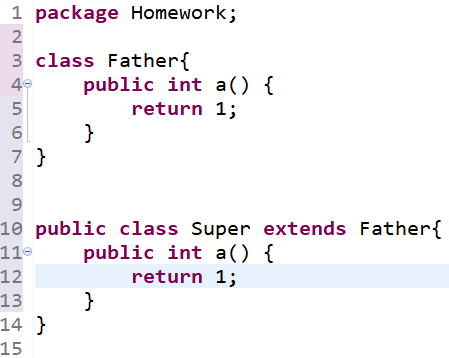 1 package Homework;
2
3 class Father{
4     public int a() {
5         return 1;
6     }
7 }
8
9
10 public class Super extends Father{
11     public int a() {
12         return 1;
13     }
14 }
15